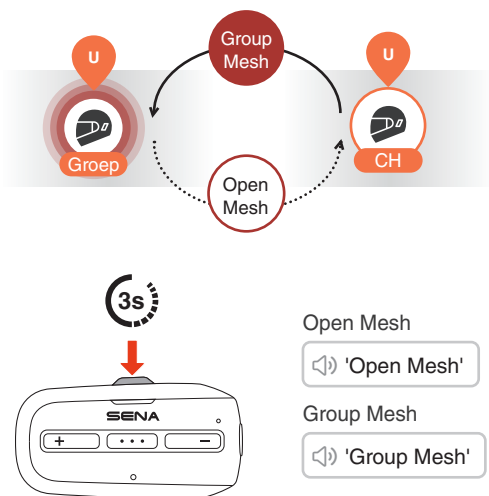 U
Group
Mesh
U
Groep
CH
Open
Mesh
3s
SENA
+ ··· −
Open Mesh
'Open Mesh'
Group Mesh
'Group Mesh'